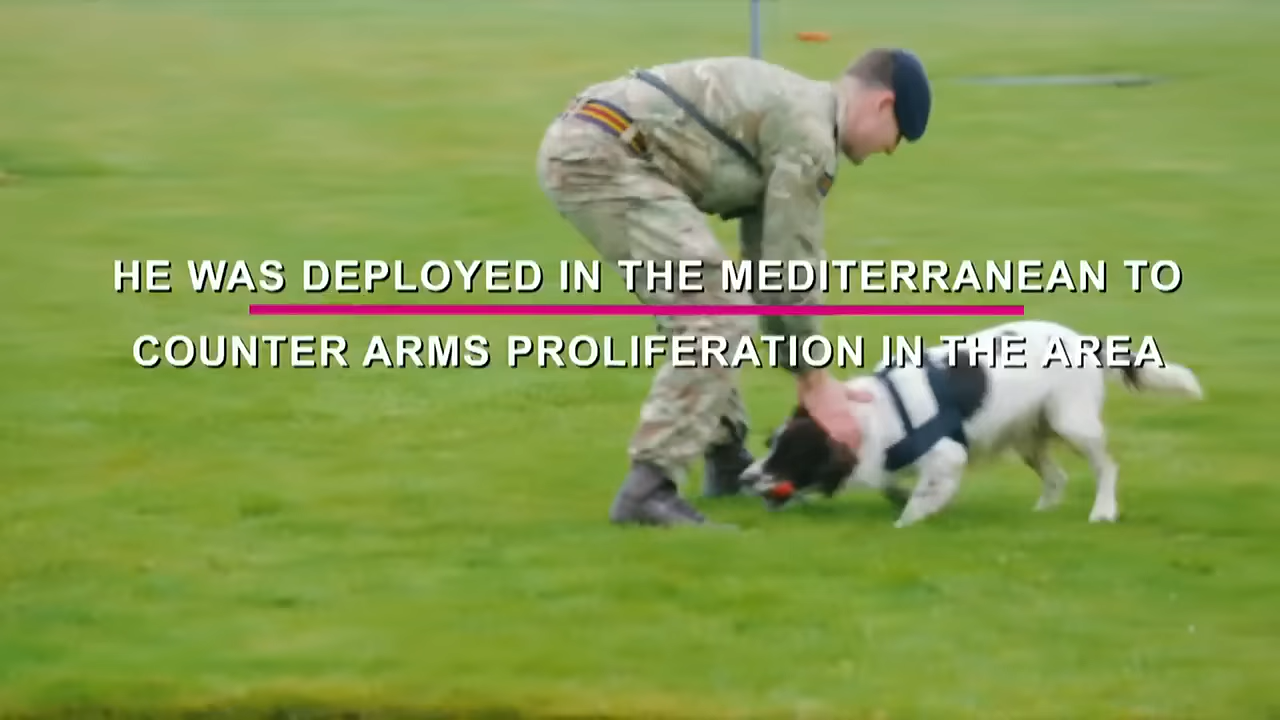 HE WAS DEPLOYED IN THE MEDITERRANEAN TO
COUNTER ARMS PROLIFERATION IN THE AREA